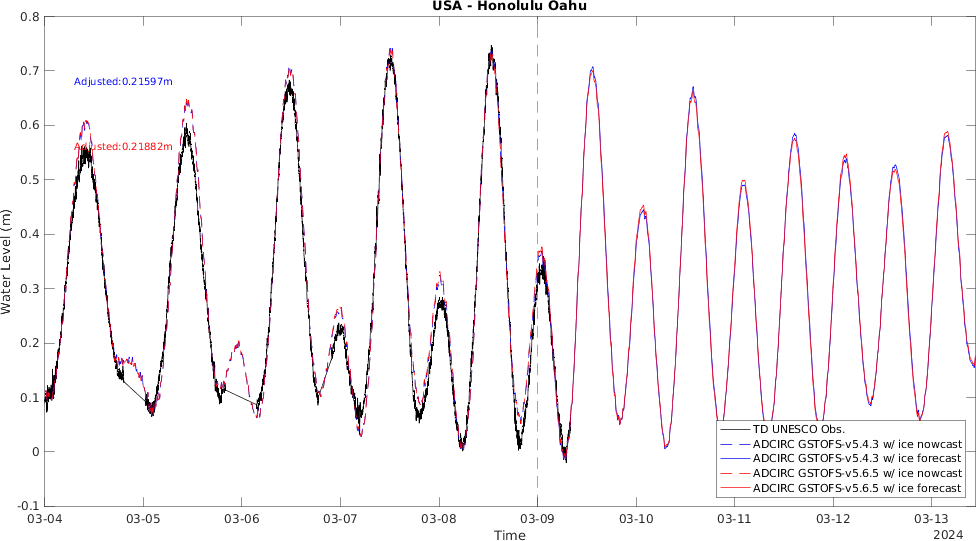 USA - Honolulu Oahu
0.8
0.7
0.6
0.5
0.4
0.3
0.2
0.1
0
-0.1
Water Level (m)
Adjusted:0.21597m
Adjusted:0.21882m
TD UNESCO Obs.
ADCIRC GSTOFS-v5.4.3 w/ ice nowcast
ADCIRC GSTOFS-v5.4.3 w/ ice forecast
ADCIRC GSTOFS-v5.6.5 w/ ice nowcast
ADCIRC GSTOFS-v5.6.5 w/ ice forecast
03-04 03-05 03-06 03-07 03-08 03-09 03-10 03-11 03-12 03-13
Time
2024